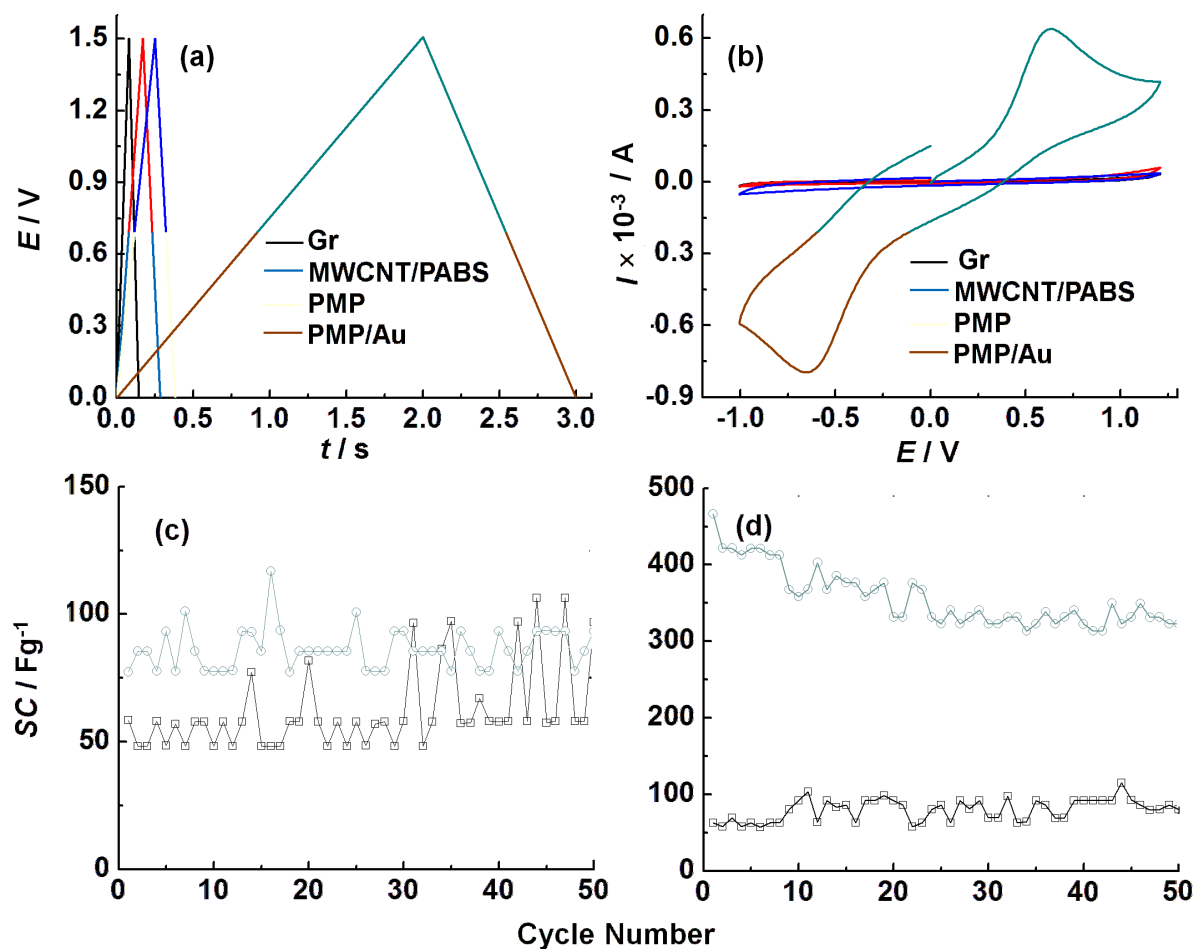 (a)
E / V
1.5
1.2
0.9
0.6
0.3
0.0
Gr
MWCNT/PABS
PMP
PMP/Au
0.0 0.5 1.0 1.5 2.0 2.5 3.0
t / s
(b)
I × 10⁻³ / A
0.6
0.3
0.0
0.3
-0.6
-0.9
Gr
MWCNT/PABS
PMP
PMP/Au
-1.0 -0.5 0.0 0.5 1.0
E / V
(c)
SC / Fg⁻¹
150
100
50
0
0 10 20 30 40 50
(d)
500
400
300
200
100
0
0 10 20 30 40 50
Cycle Number